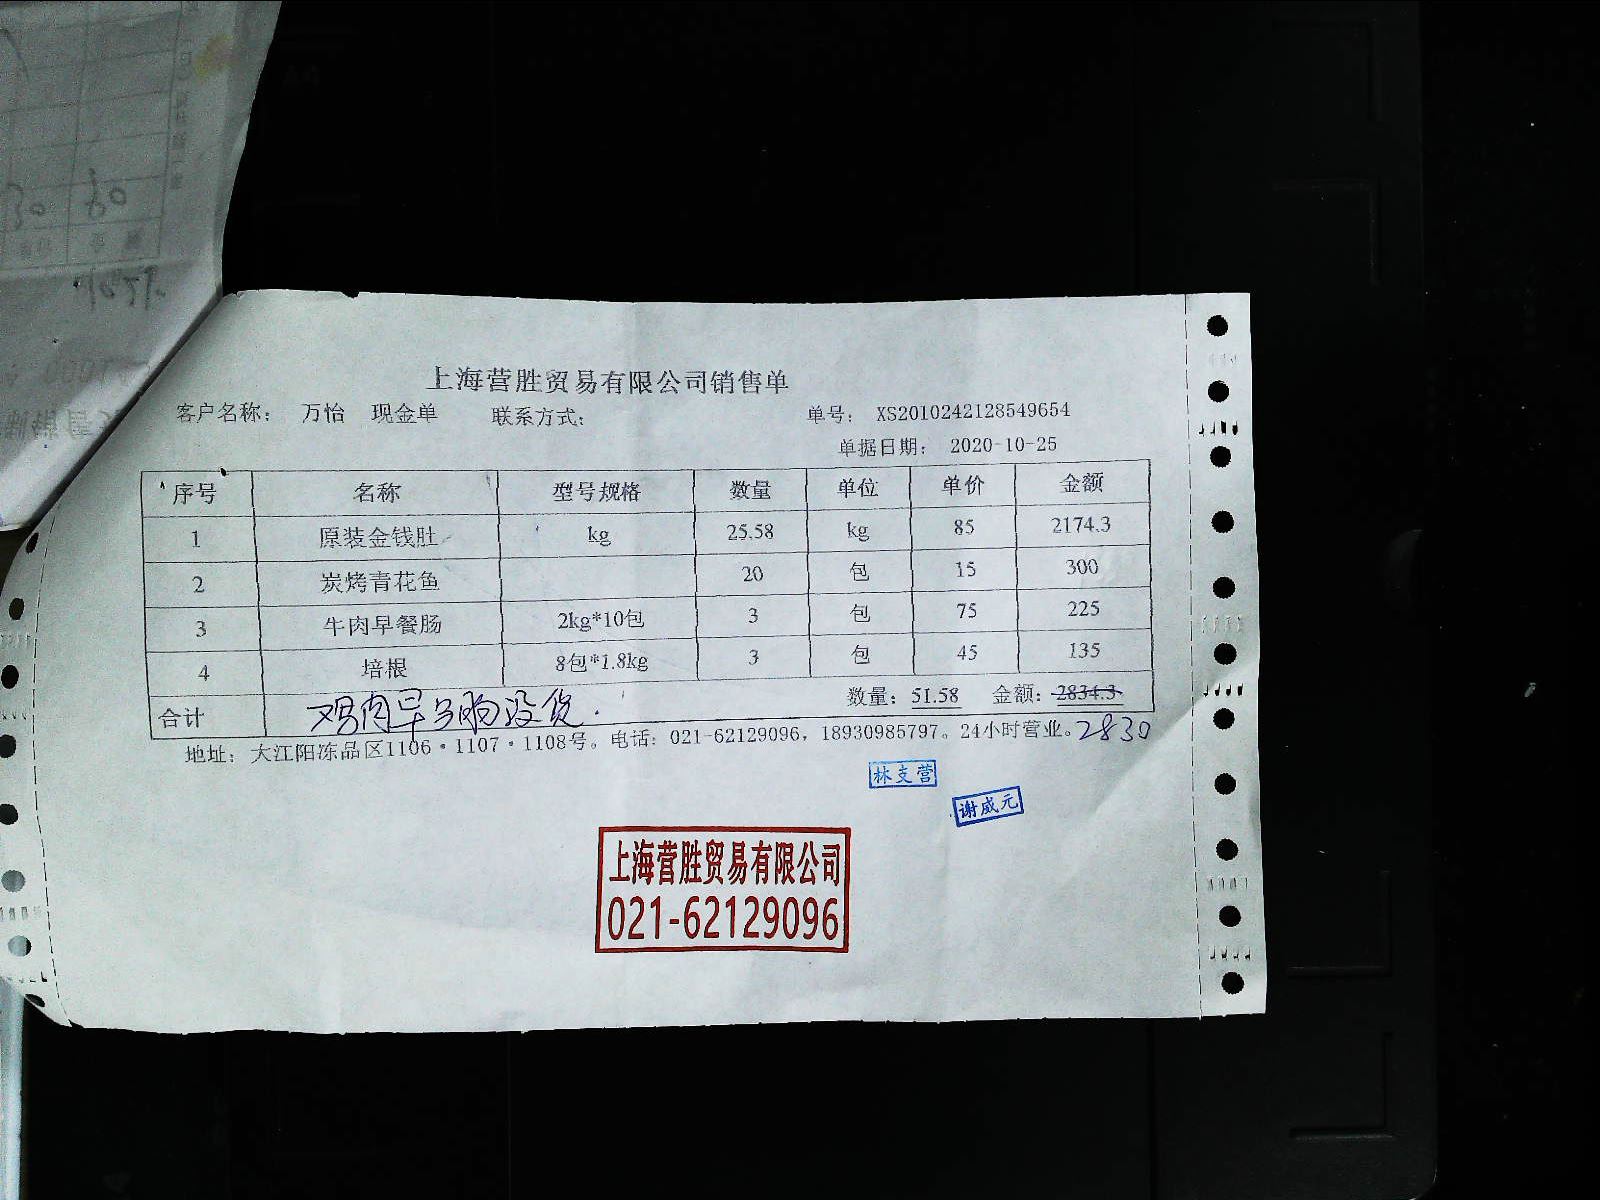 上海营胜贸易有限公司销售单
客户名称： 万怡 现金单 联系方式： 单号： XS2010242128549654
单据日期： 2020-10-25
序号 名称 型号规格 数量 单位 单价 金额
1 原装金钱肚 kg 25.58 kg 85 2174.3
2 炭烤青花鱼 20 包 15 300
3 牛肉早餐肠 2kg*10包 3 包 75 225
4 培根 8包*1.8kg 3 包 45 135
合计 鸡肉早 没货. 数量：51.58 金额：2834.3
2830
地址：大江阳冻品区1106·1107·1108号。电话：021-62129096，18930985797。24小时营业。
林支营
谢威元
上海营胜贸易有限公司
021-62129096
30 60